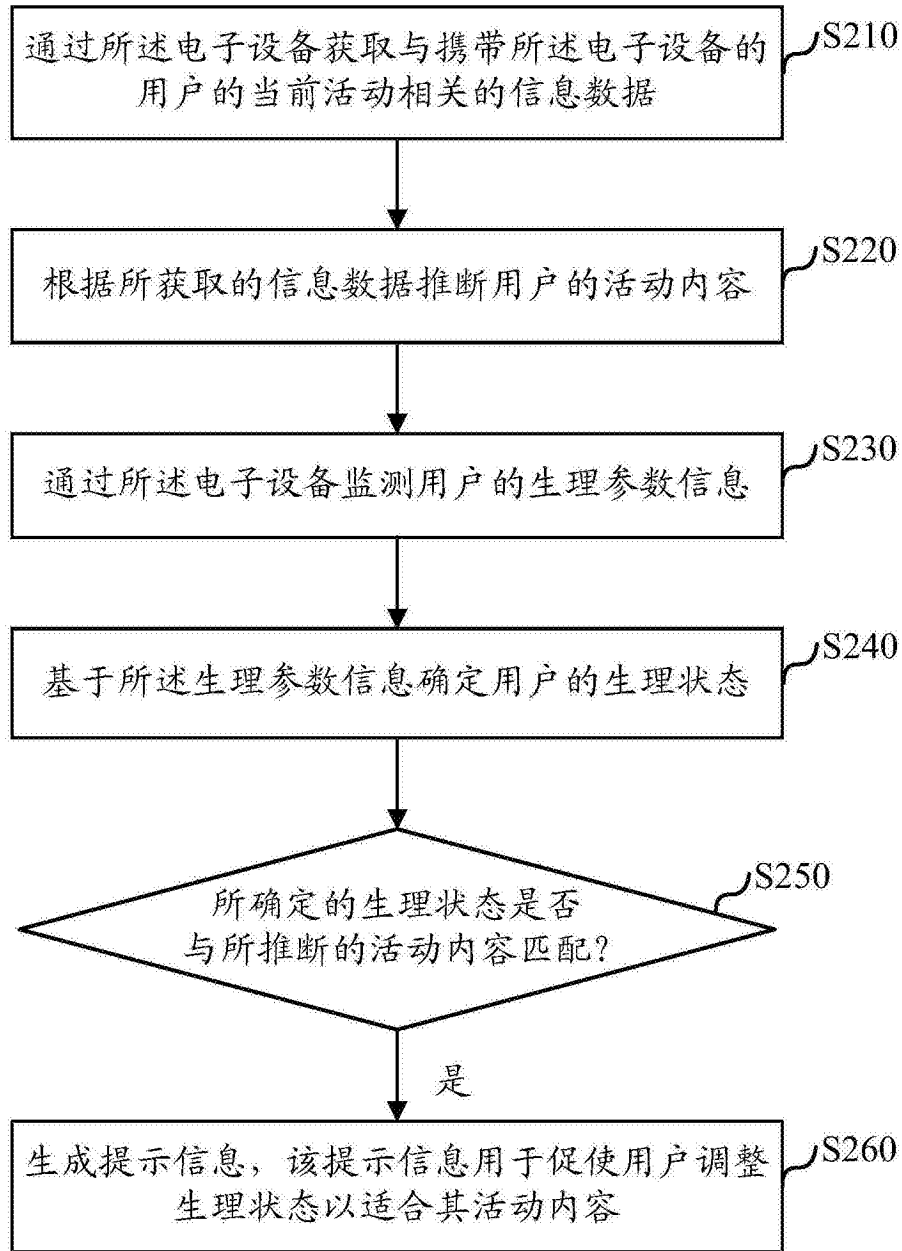 通过所述电子设备获取与携带所述电子设备的
用户的当前活动相关的信息数据
S210
根据所获取的信息数据推断用户的活动内容
S220
通过所述电子设备监测用户的生理参数信息
S230
基于所述生理参数信息确定用户的生理状态
S240
所确定的生理状态是否
与所推断的活动内容匹配？
S250
是
生成提示信息，该提示信息用于促使用户调整
生理状态以适合其活动内容
S260